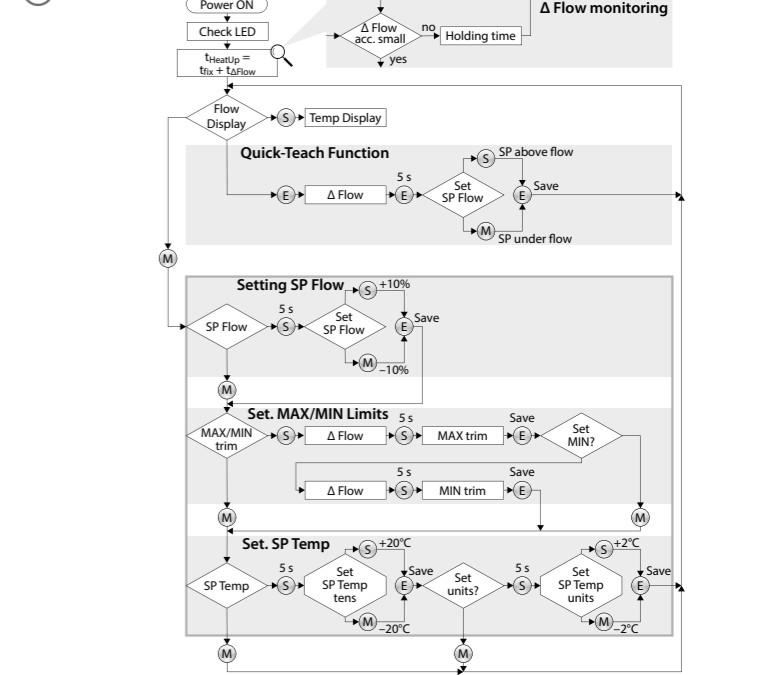 Power ON
Check LED
tHeatUp =
tfix + tΔFlow
Δ Flow monitoring
Δ Flow
acc. small
no
Holding time
yes
Flow
Display
S
Temp Display
Quick-Teach Function
E
Δ Flow
5 s
E
Set
SP Flow
S
SP above flow
E
Save
M
SP under flow
M
Setting SP Flow
SP Flow
5 s
S
Set
SP Flow
S
+10%
E
Save
M
–10%
M
Set. MAX/MIN Limits
MAX/MIN
trim
S
Δ Flow
5 s
S
MAX trim
Save
E
Set
MIN?
Δ Flow
5 s
S
MIN trim
Save
E
M
M
Set. SP Temp
SP Temp
5 s
S
Set
SP Temp
tens
S
+20°C
E
Save
M
–20°C
Set
units?
5 s
S
Set
SP Temp
units
S
+2°C
E
Save
M
–2°C
M
M